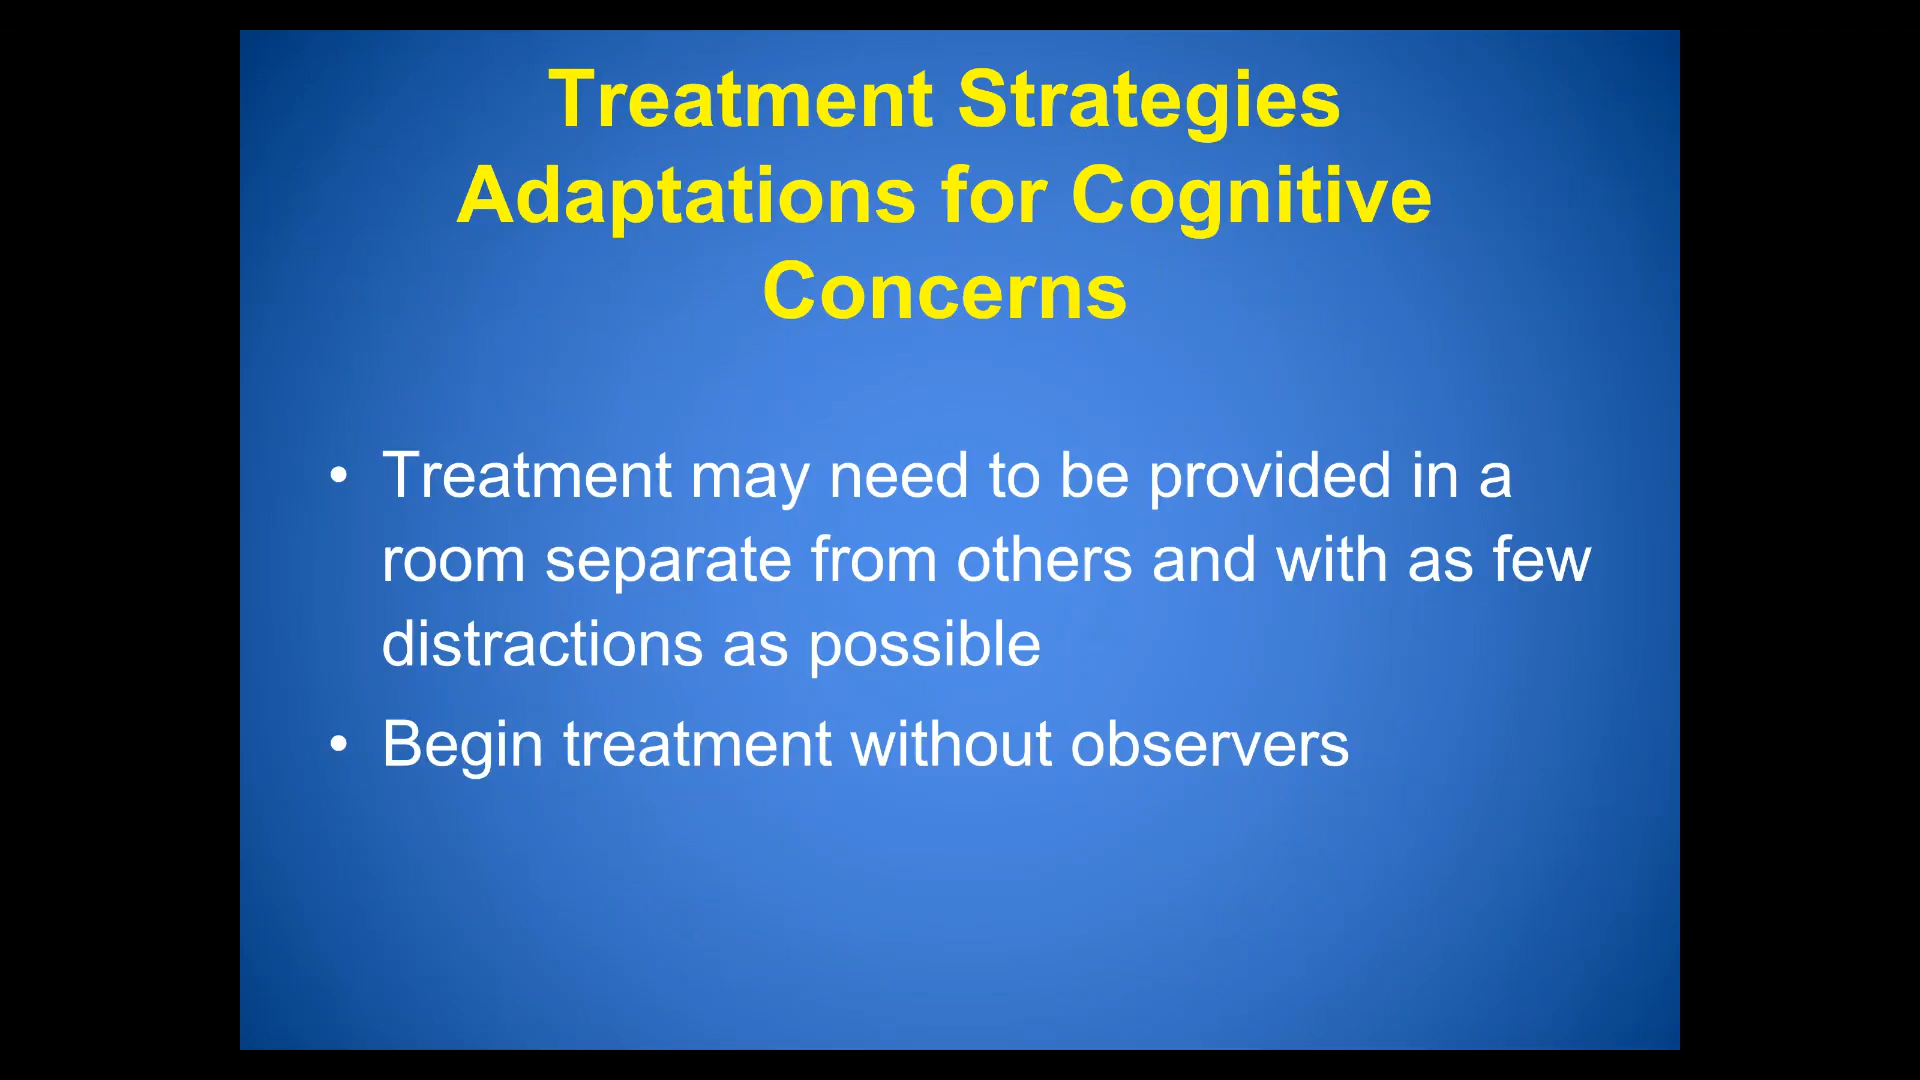 Treatment Strategies
Adaptations for Cognitive
Concerns
• Treatment may need to be provided in a
room separate from others and with as few
distractions as possible
• Begin treatment without observers